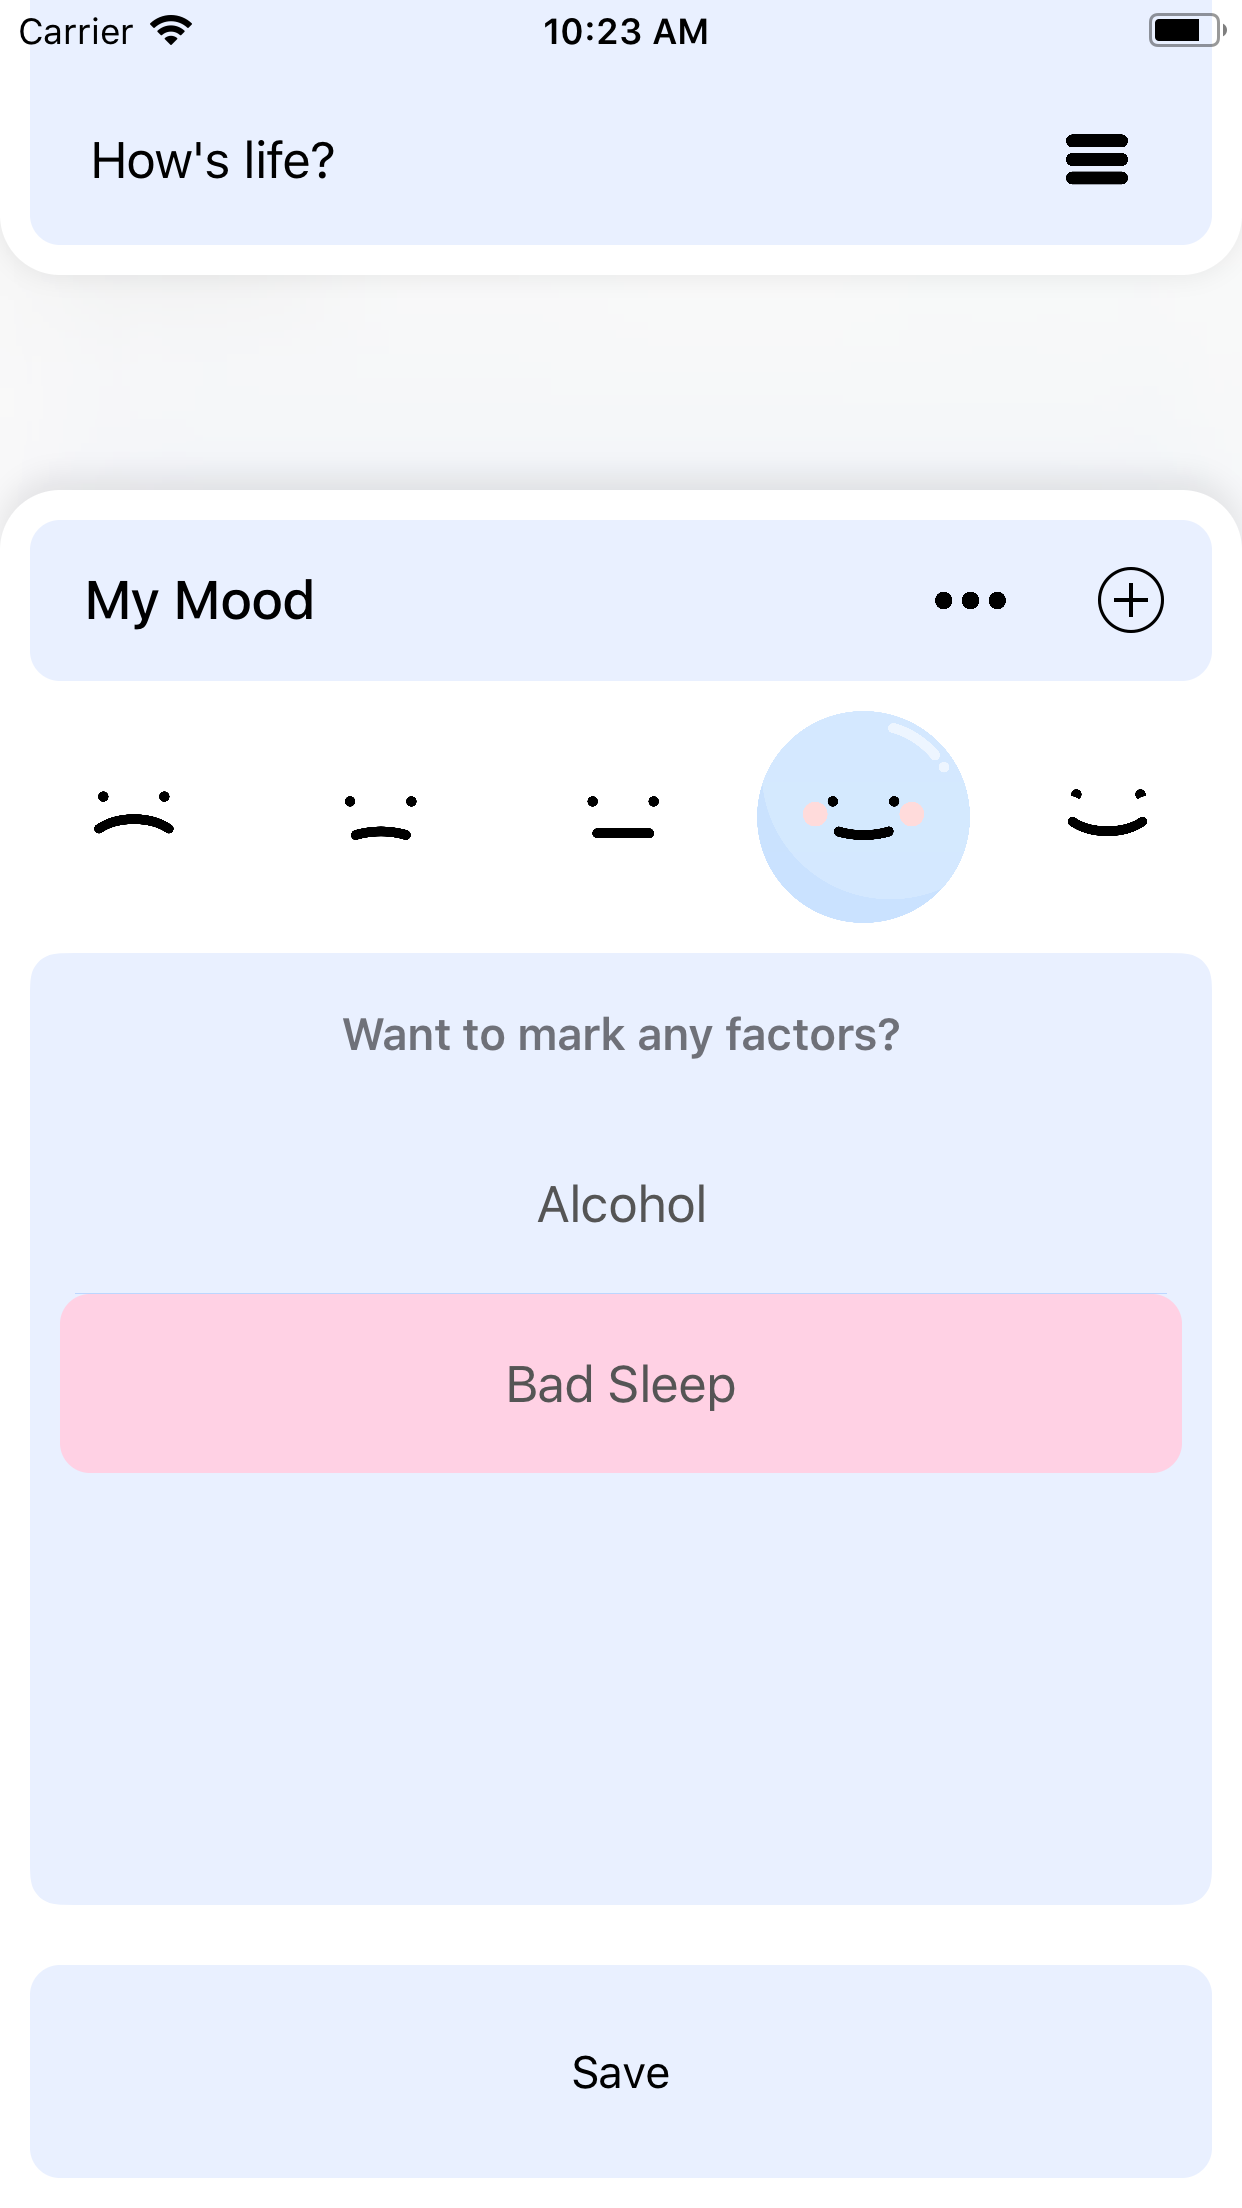 Carrier 10:23 AM
How's life?
My Mood
Want to mark any factors?
Alcohol
Bad Sleep
Save